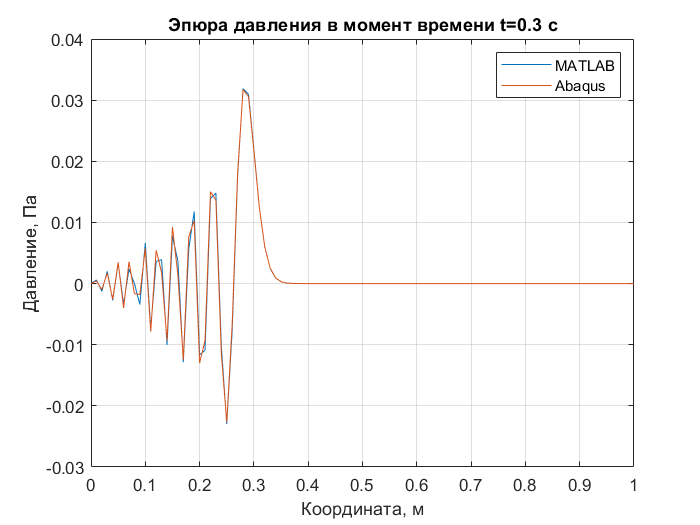 Эпюра давления в момент времени t=0.3 с
MATLAB
Abaqus
0.04
0.03
0.02
0.01
0
-0.01
-0.02
-0.03
Давление, Па
0 0.1 0.2 0.3 0.4 0.5 0.6 0.7 0.8 0.9 1
Координата, м